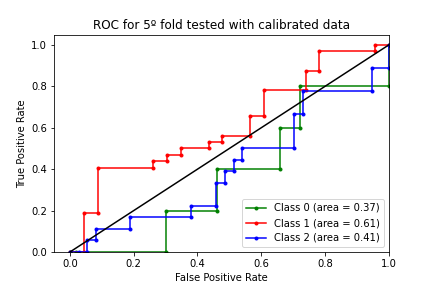 ROC for 5º fold tested with calibrated data
True Positive Rate
1.0
0.8
0.6
0.4
0.2
0.0
Class 0 (area = 0.37)
Class 1 (area = 0.61)
Class 2 (area = 0.41)
0.0 0.2 0.4 0.6 0.8 1.0
False Positive Rate